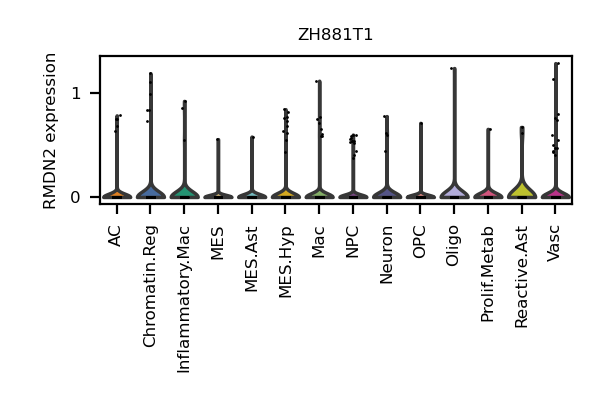 ZH881T1
RMDN2 expression
1
0
AC
Chromatin.Reg
Inflammatory.Mac
MES
MES.Ast
MES.Hyp
Mac
NPC
Neuron
OPC
Oligo
Prolif.Metab
Reactive.Ast
Vasc